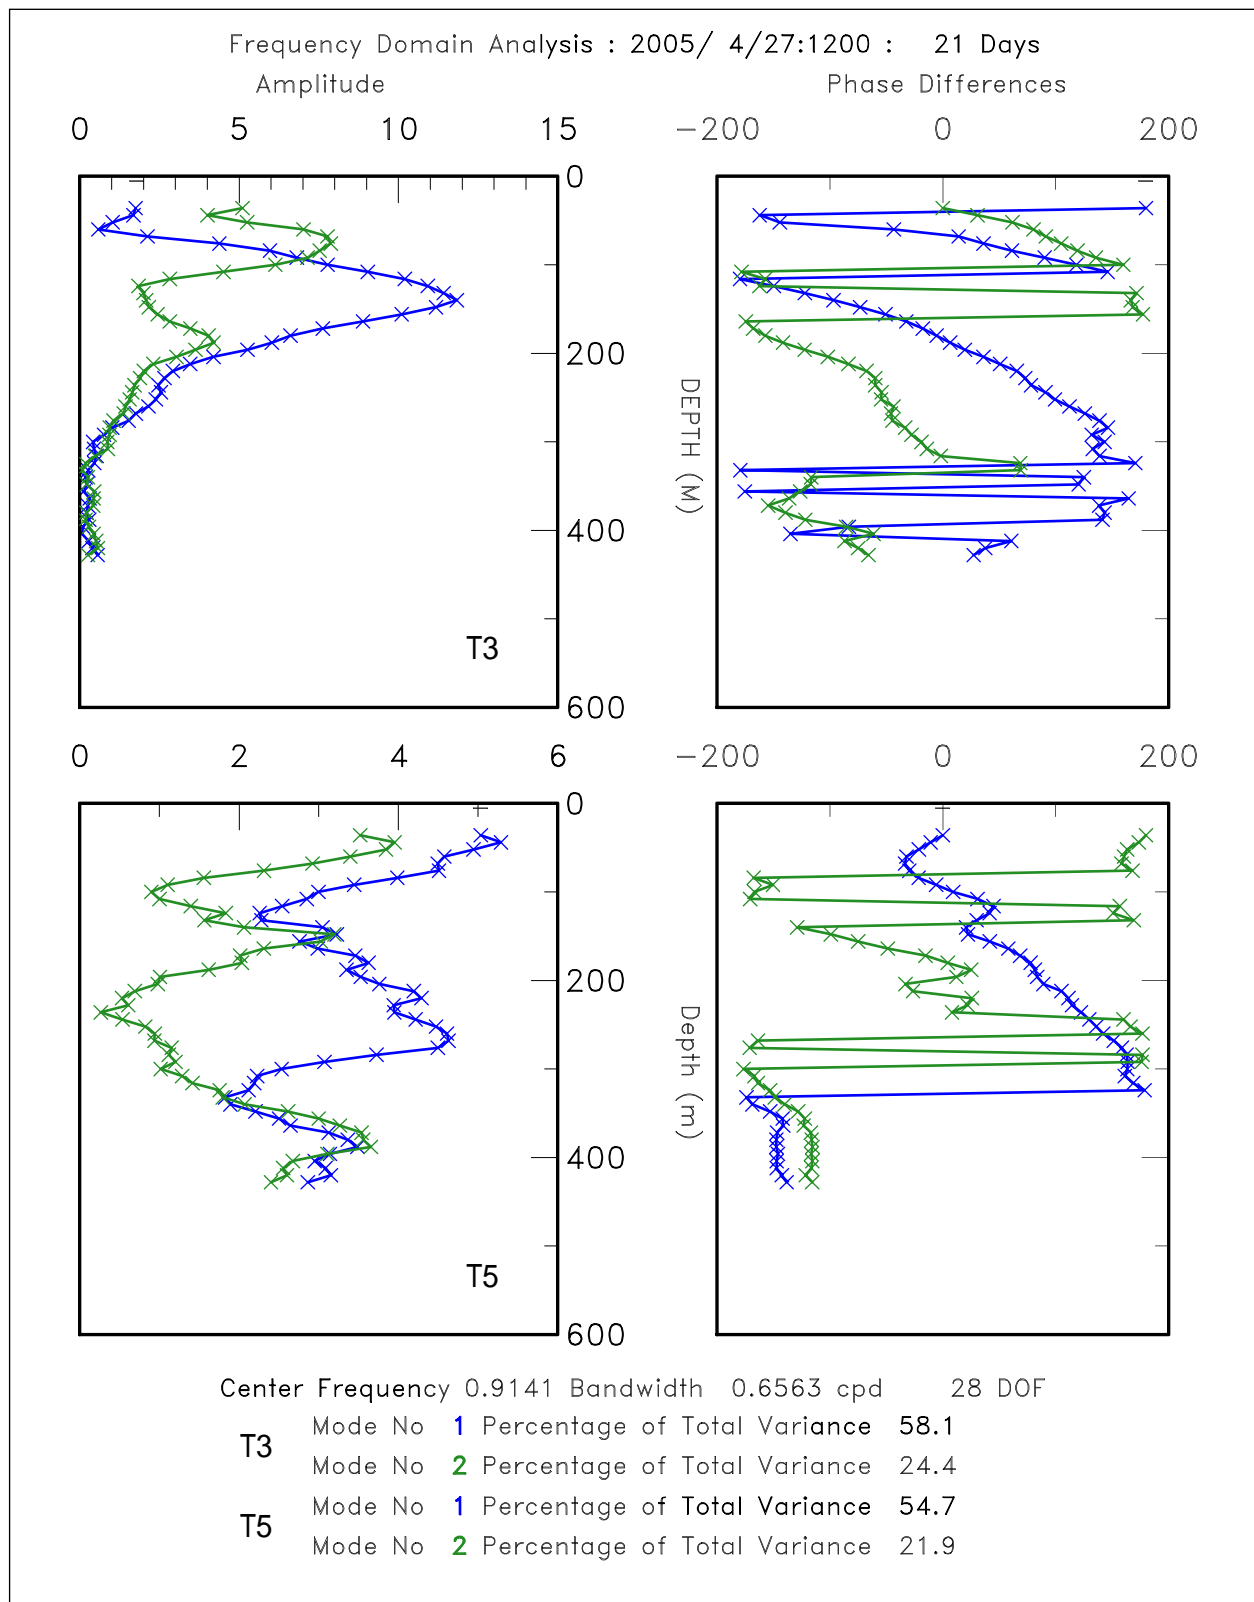 Frequency Domain Analysis : 2005/ 4/27:1200 : 21 Days
Amplitude Phase Differences
0 5 10 15 -200 0 200
0
200
DEPTH (M)
400
T3
600
0 2 4 6 -200 0 200
0
200
Depth (m)
400
T5
600
Center Frequency 0.9141 Bandwidth 0.6563 cpd 28 DOF
T3
Mode No 1 Percentage of Total Variance 58.1
Mode No 2 Percentage of Total Variance 24.4
T5
Mode No 1 Percentage of Total Variance 54.7
Mode No 2 Percentage of Total Variance 21.9